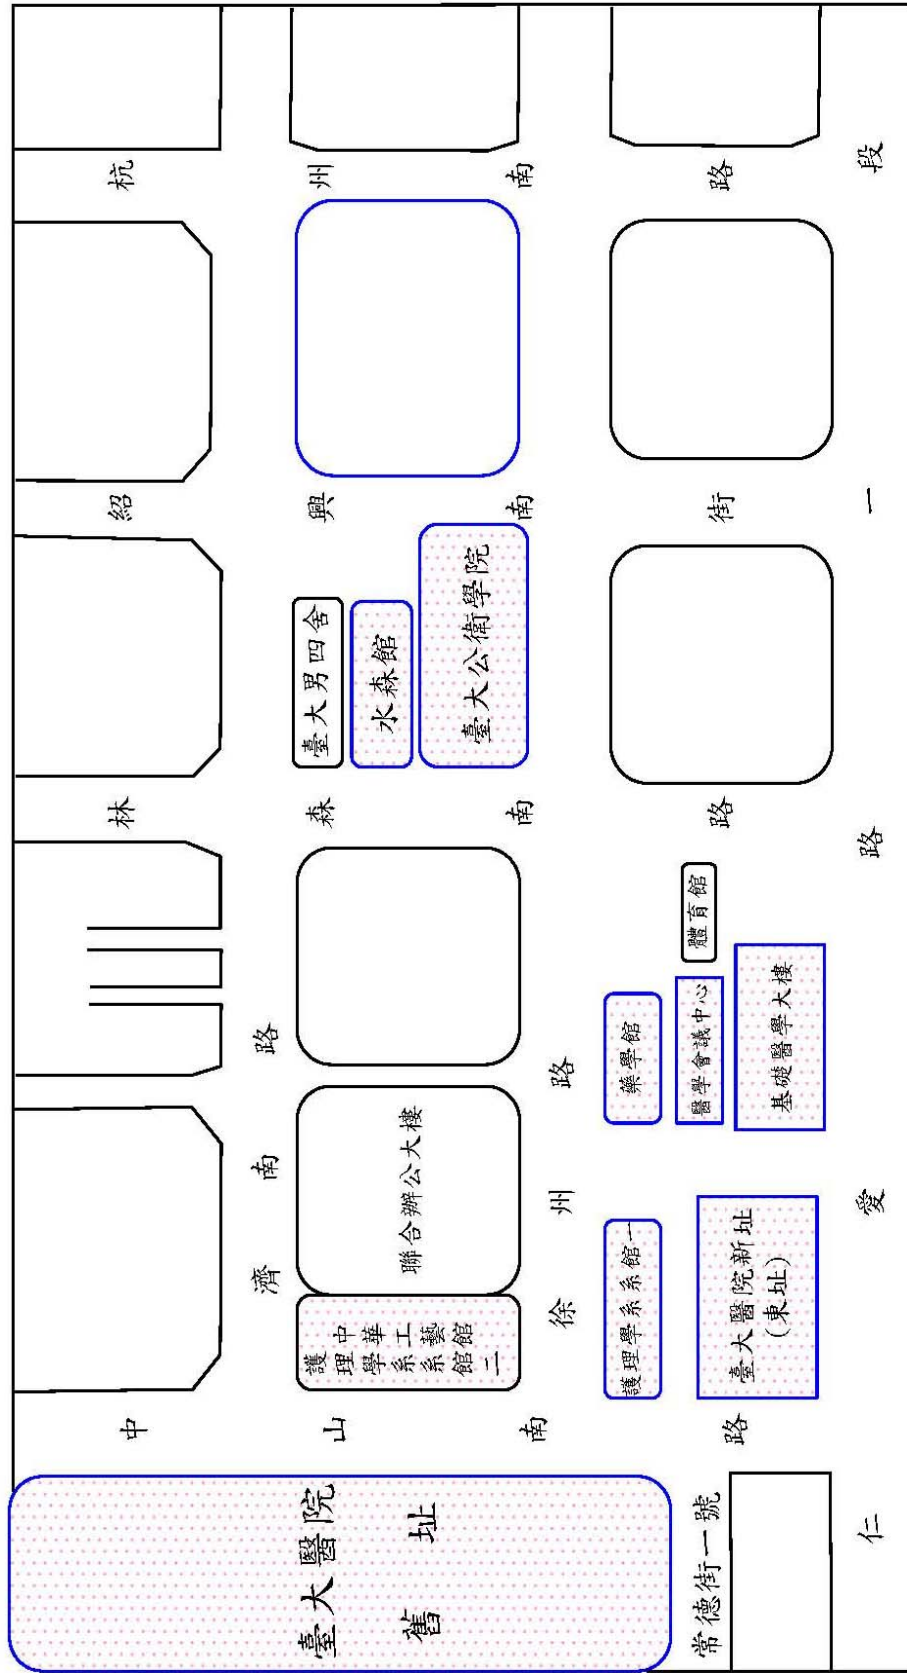 臺大醫院
舊址
常德街一號
中山南路
濟南路
護理學系系館二
中華工藝館
聯合辦公大樓
徐州路
護理學系系館一
臺大醫院新址
(東址)
藥學館
醫學會議中心
基礎醫學大樓
體育館
林森南路
臺大男四舍
水森館
臺大公衛學院
紹興南街
杭州南路
仁愛路一段